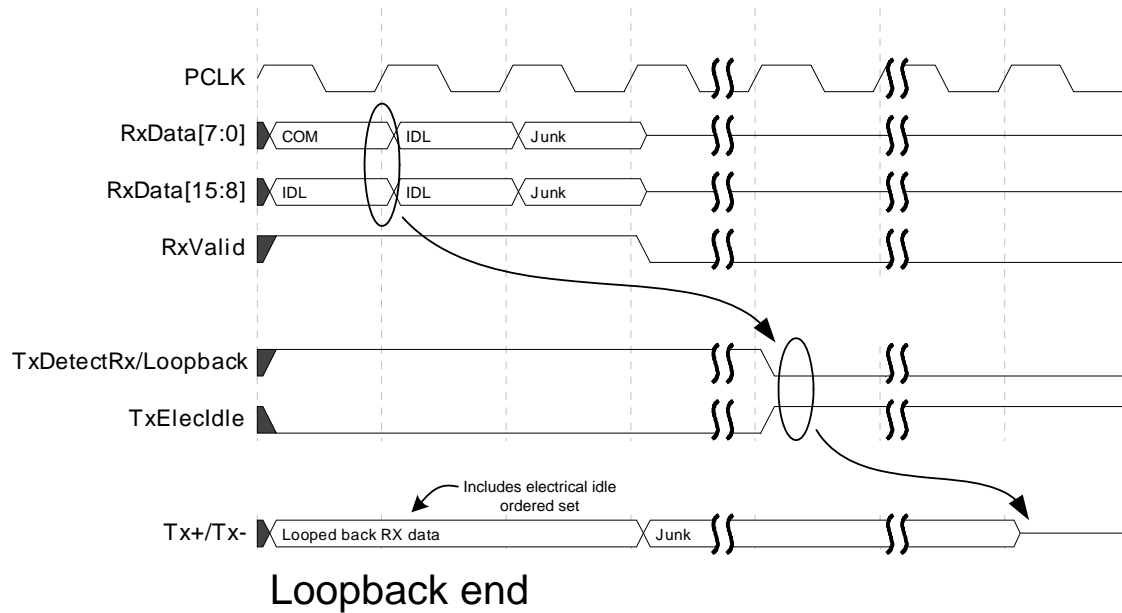 PCLK
RxData[7:0] COM IDL Junk
RxData[15:8] IDL IDL Junk
RxValid
TxDetectRx/Loopback
TxElecIdle
Includes electrical idle
ordered set
Tx+/Tx- Looped back RX data Junk
Loopback end